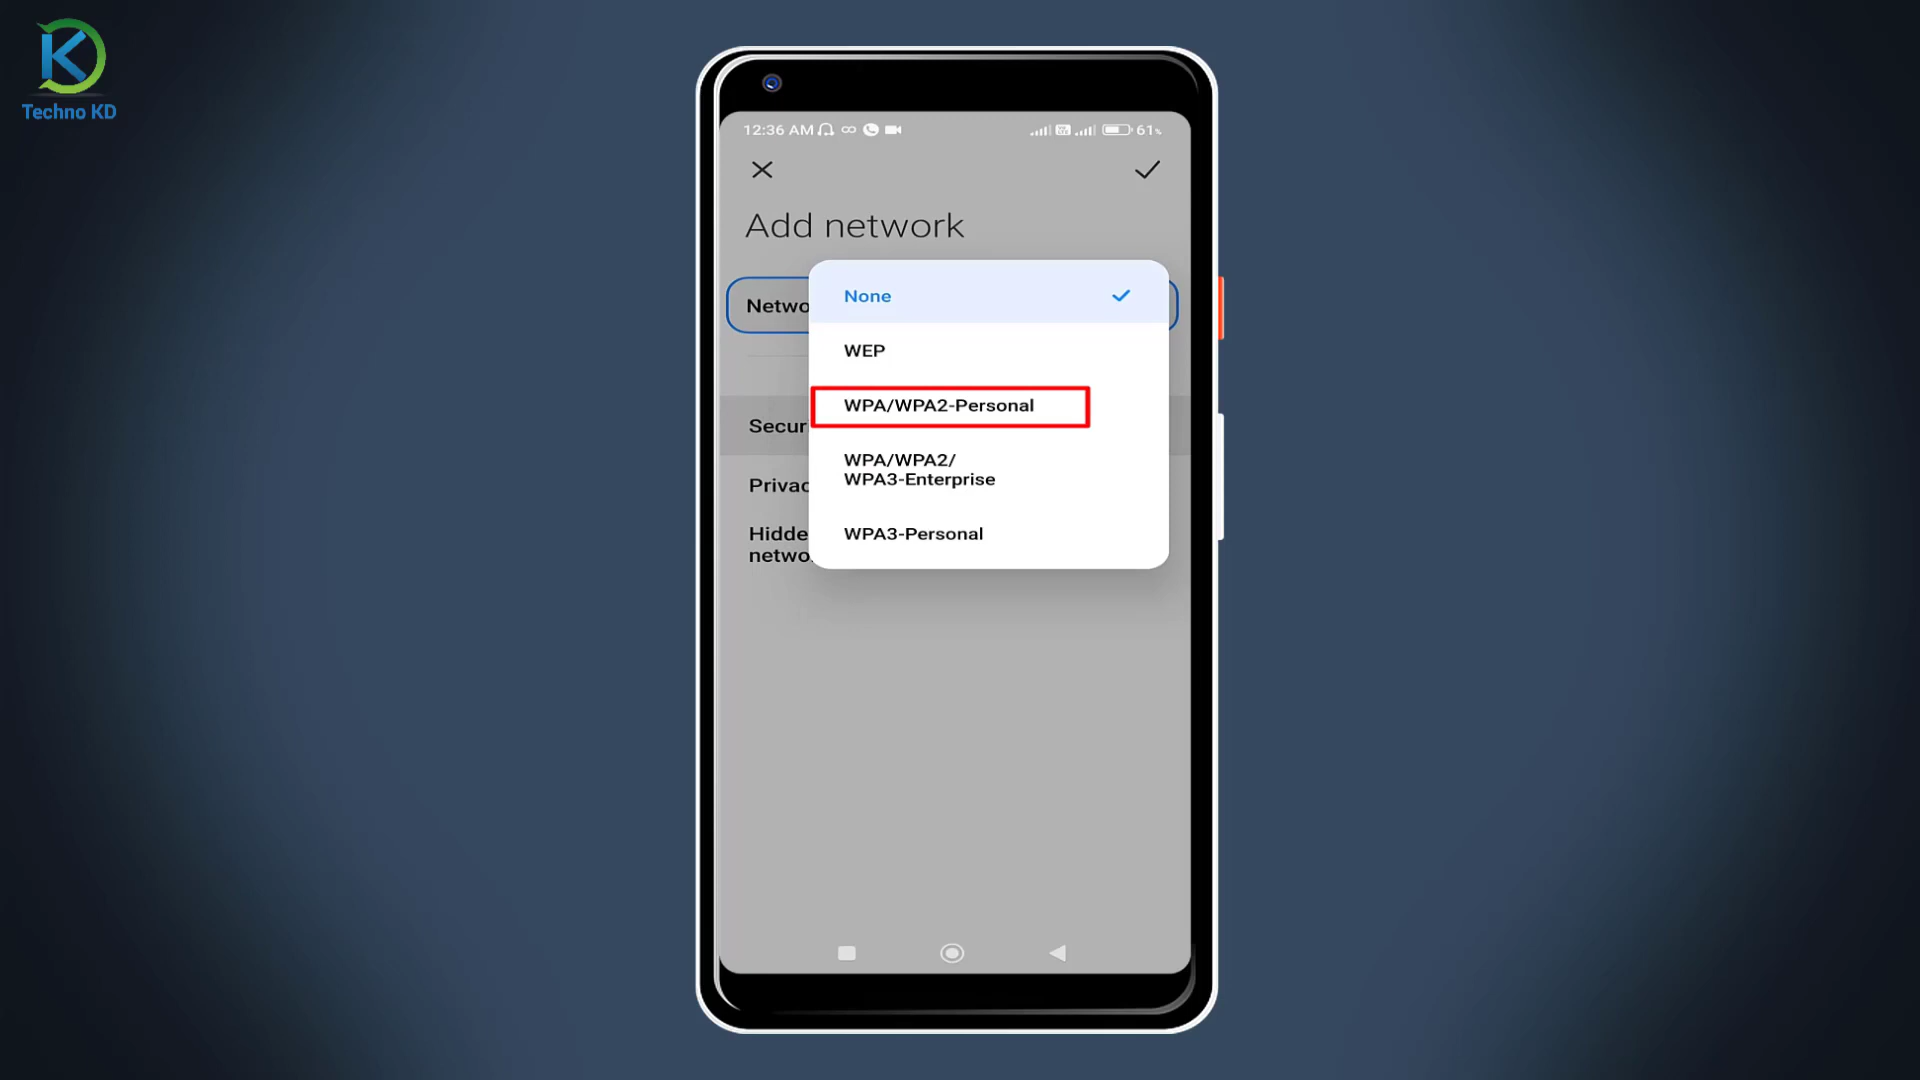 Techno KD
12:36 AM
61%
Add network
Netwo
None
WEP
WPA/WPA2-Personal
Secur
WPA/WPA2/
WPA3-Enterprise
Privac
Hidde
netwo
WPA3-Personal